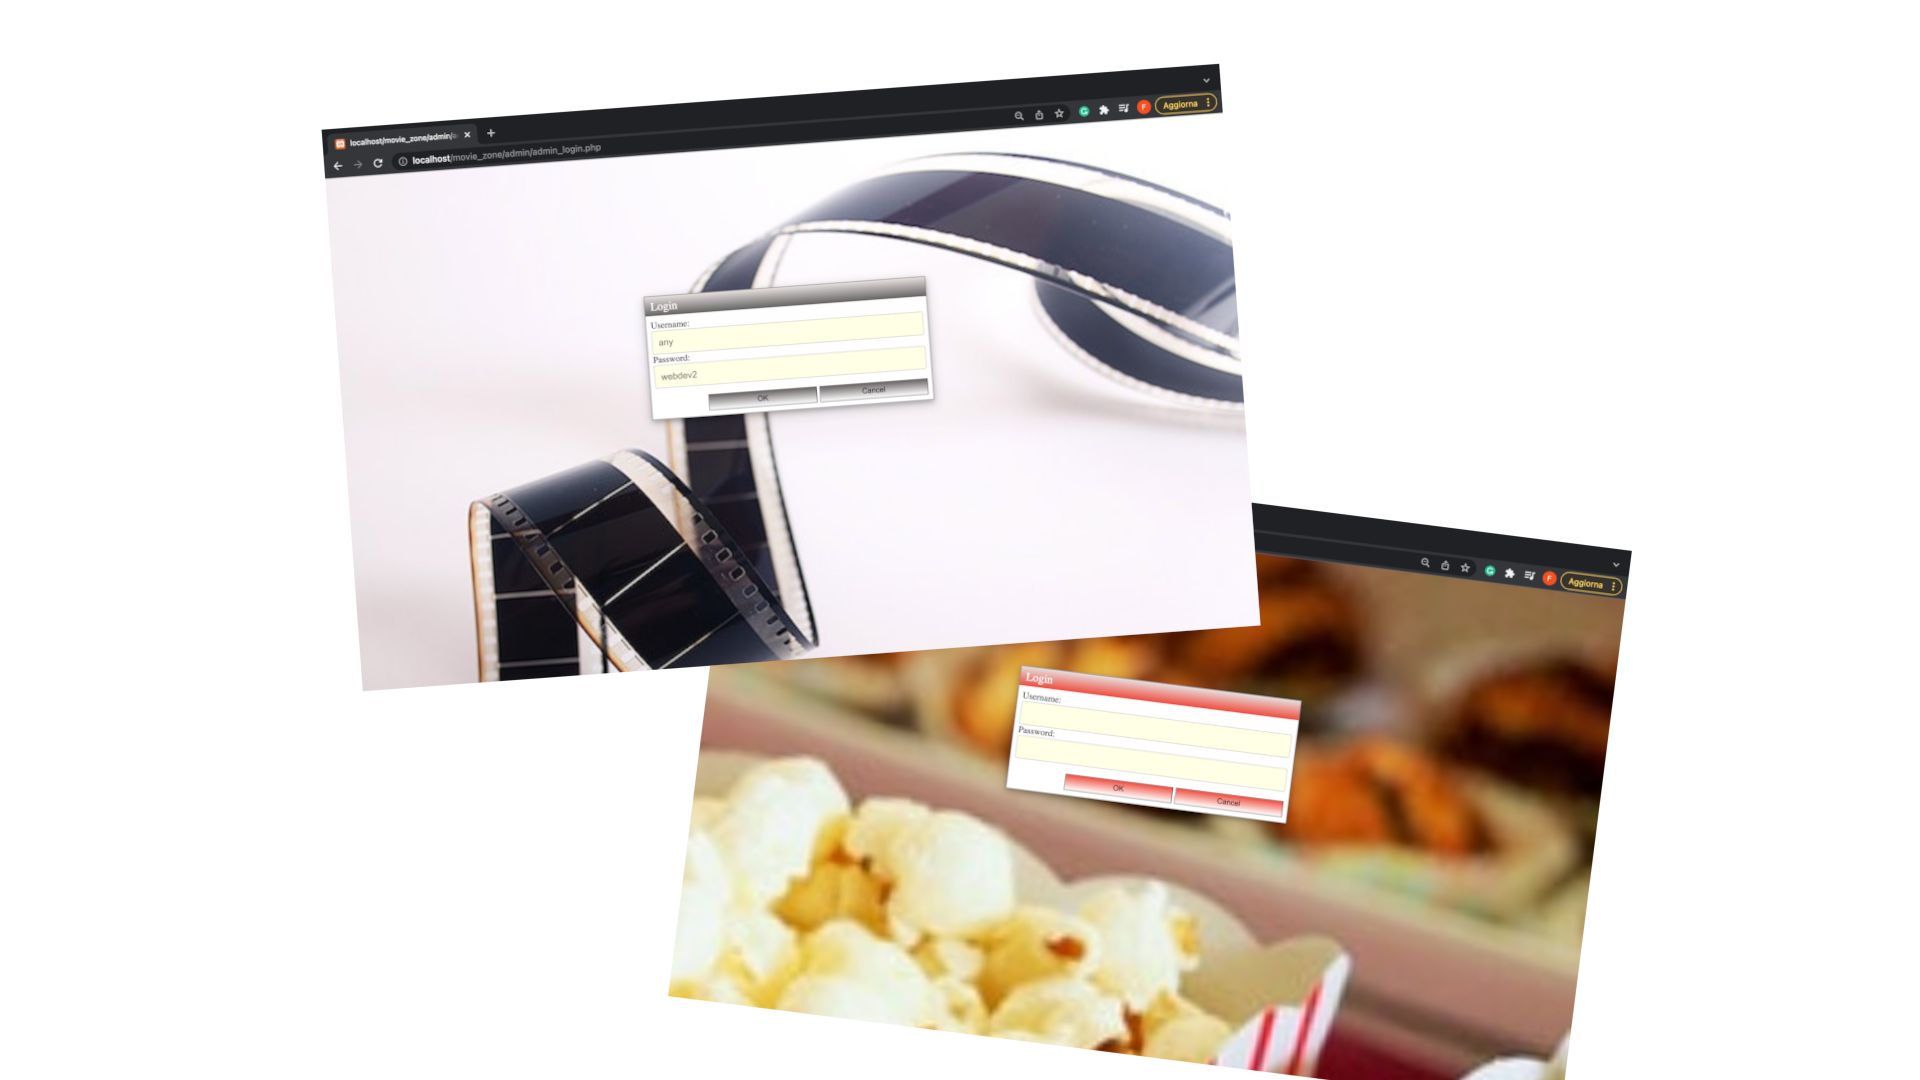 localhost/movie_zone/admin/a
Aggiorna
localhost/movie_zone/admin/admin_login.php
F
Login
Username:
any
Password:
webdev2
OK Cancel
Aggiorna
F
Login
Username:
Password:
OK Cancel